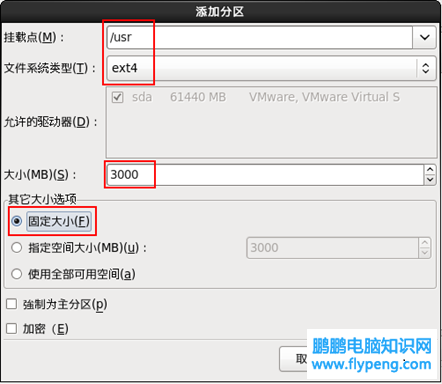 添加分区
挂载点(M)：
/usr
文件系统类型(T)：
ext4
允许的驱动器(D)：
sda 61440 MB VMware, VMware Virtual S
大小(MB)(S)：
3000
其它大小选项
固定大小(F)
指定空间大小(MB)(u)：
3000
使用全部可用空间(a)
强制为主分区(p)
加密（E)
取
鹏鹏电脑知识网
www.flypeng.com